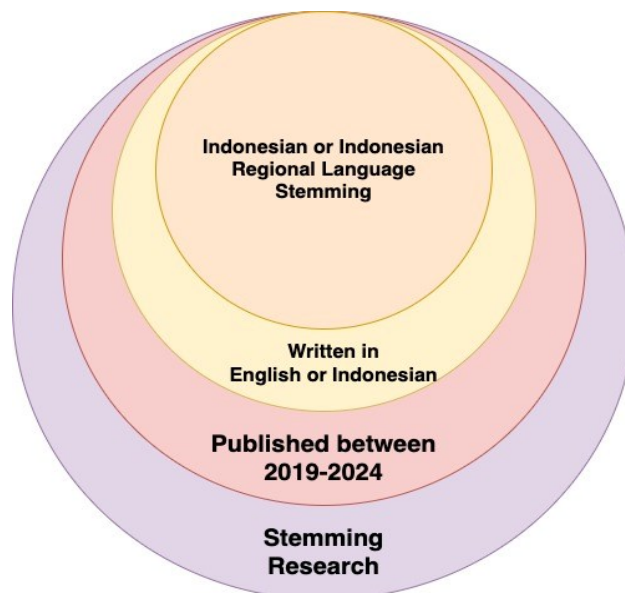 Indonesian or Indonesian
Regional Language
Stemming
Written in
English or Indonesian
Published between
2019-2024
Stemming
Research